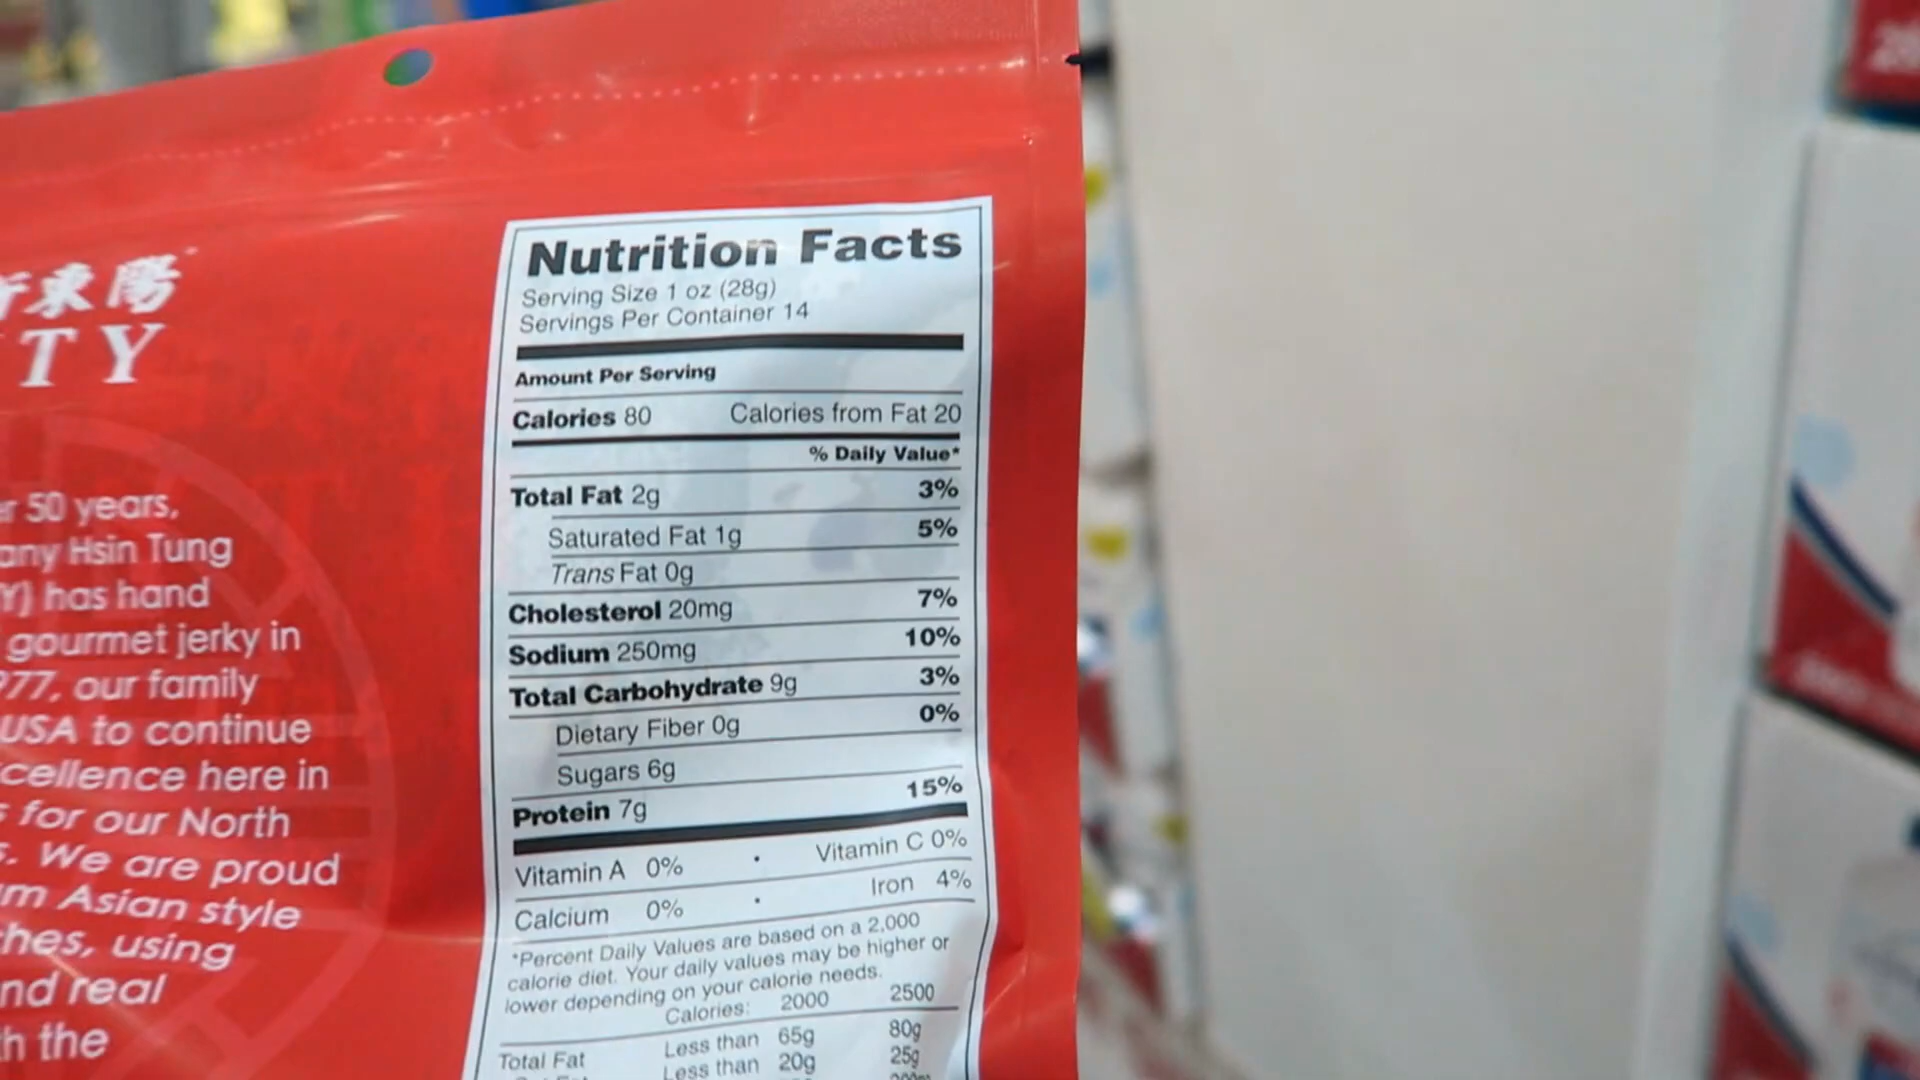 東陽
TY
50 years,
any Hsin Tung
Y) has hand
gourmet jerky in
977, our family
USA to continue
cellence here in
for our North
s. We are proud
m Asian style
hes, using
nd real
h the
Nutrition Facts
Serving Size 1 oz (28g)
Servings Per Container 14
Amount Per Serving
Calories 80 Calories from Fat 20
% Daily Value*
Total Fat 2g 3%
Saturated Fat 1g 5%
Trans Fat 0g
Cholesterol 20mg 7%
Sodium 250mg 10%
Total Carbohydrate 9g 3%
Dietary Fiber 0g 0%
Sugars 6g
Protein 7g 15%
Vitamin A 0% • Vitamin C 0%
Calcium 0% • Iron 4%
*Percent Daily Values are based on a 2,000
calorie diet. Your daily values may be higher or
lower depending on your calorie needs.
Calories: 2000 2500
Total Fat Less than 65g 80g
Less than 20g 25g